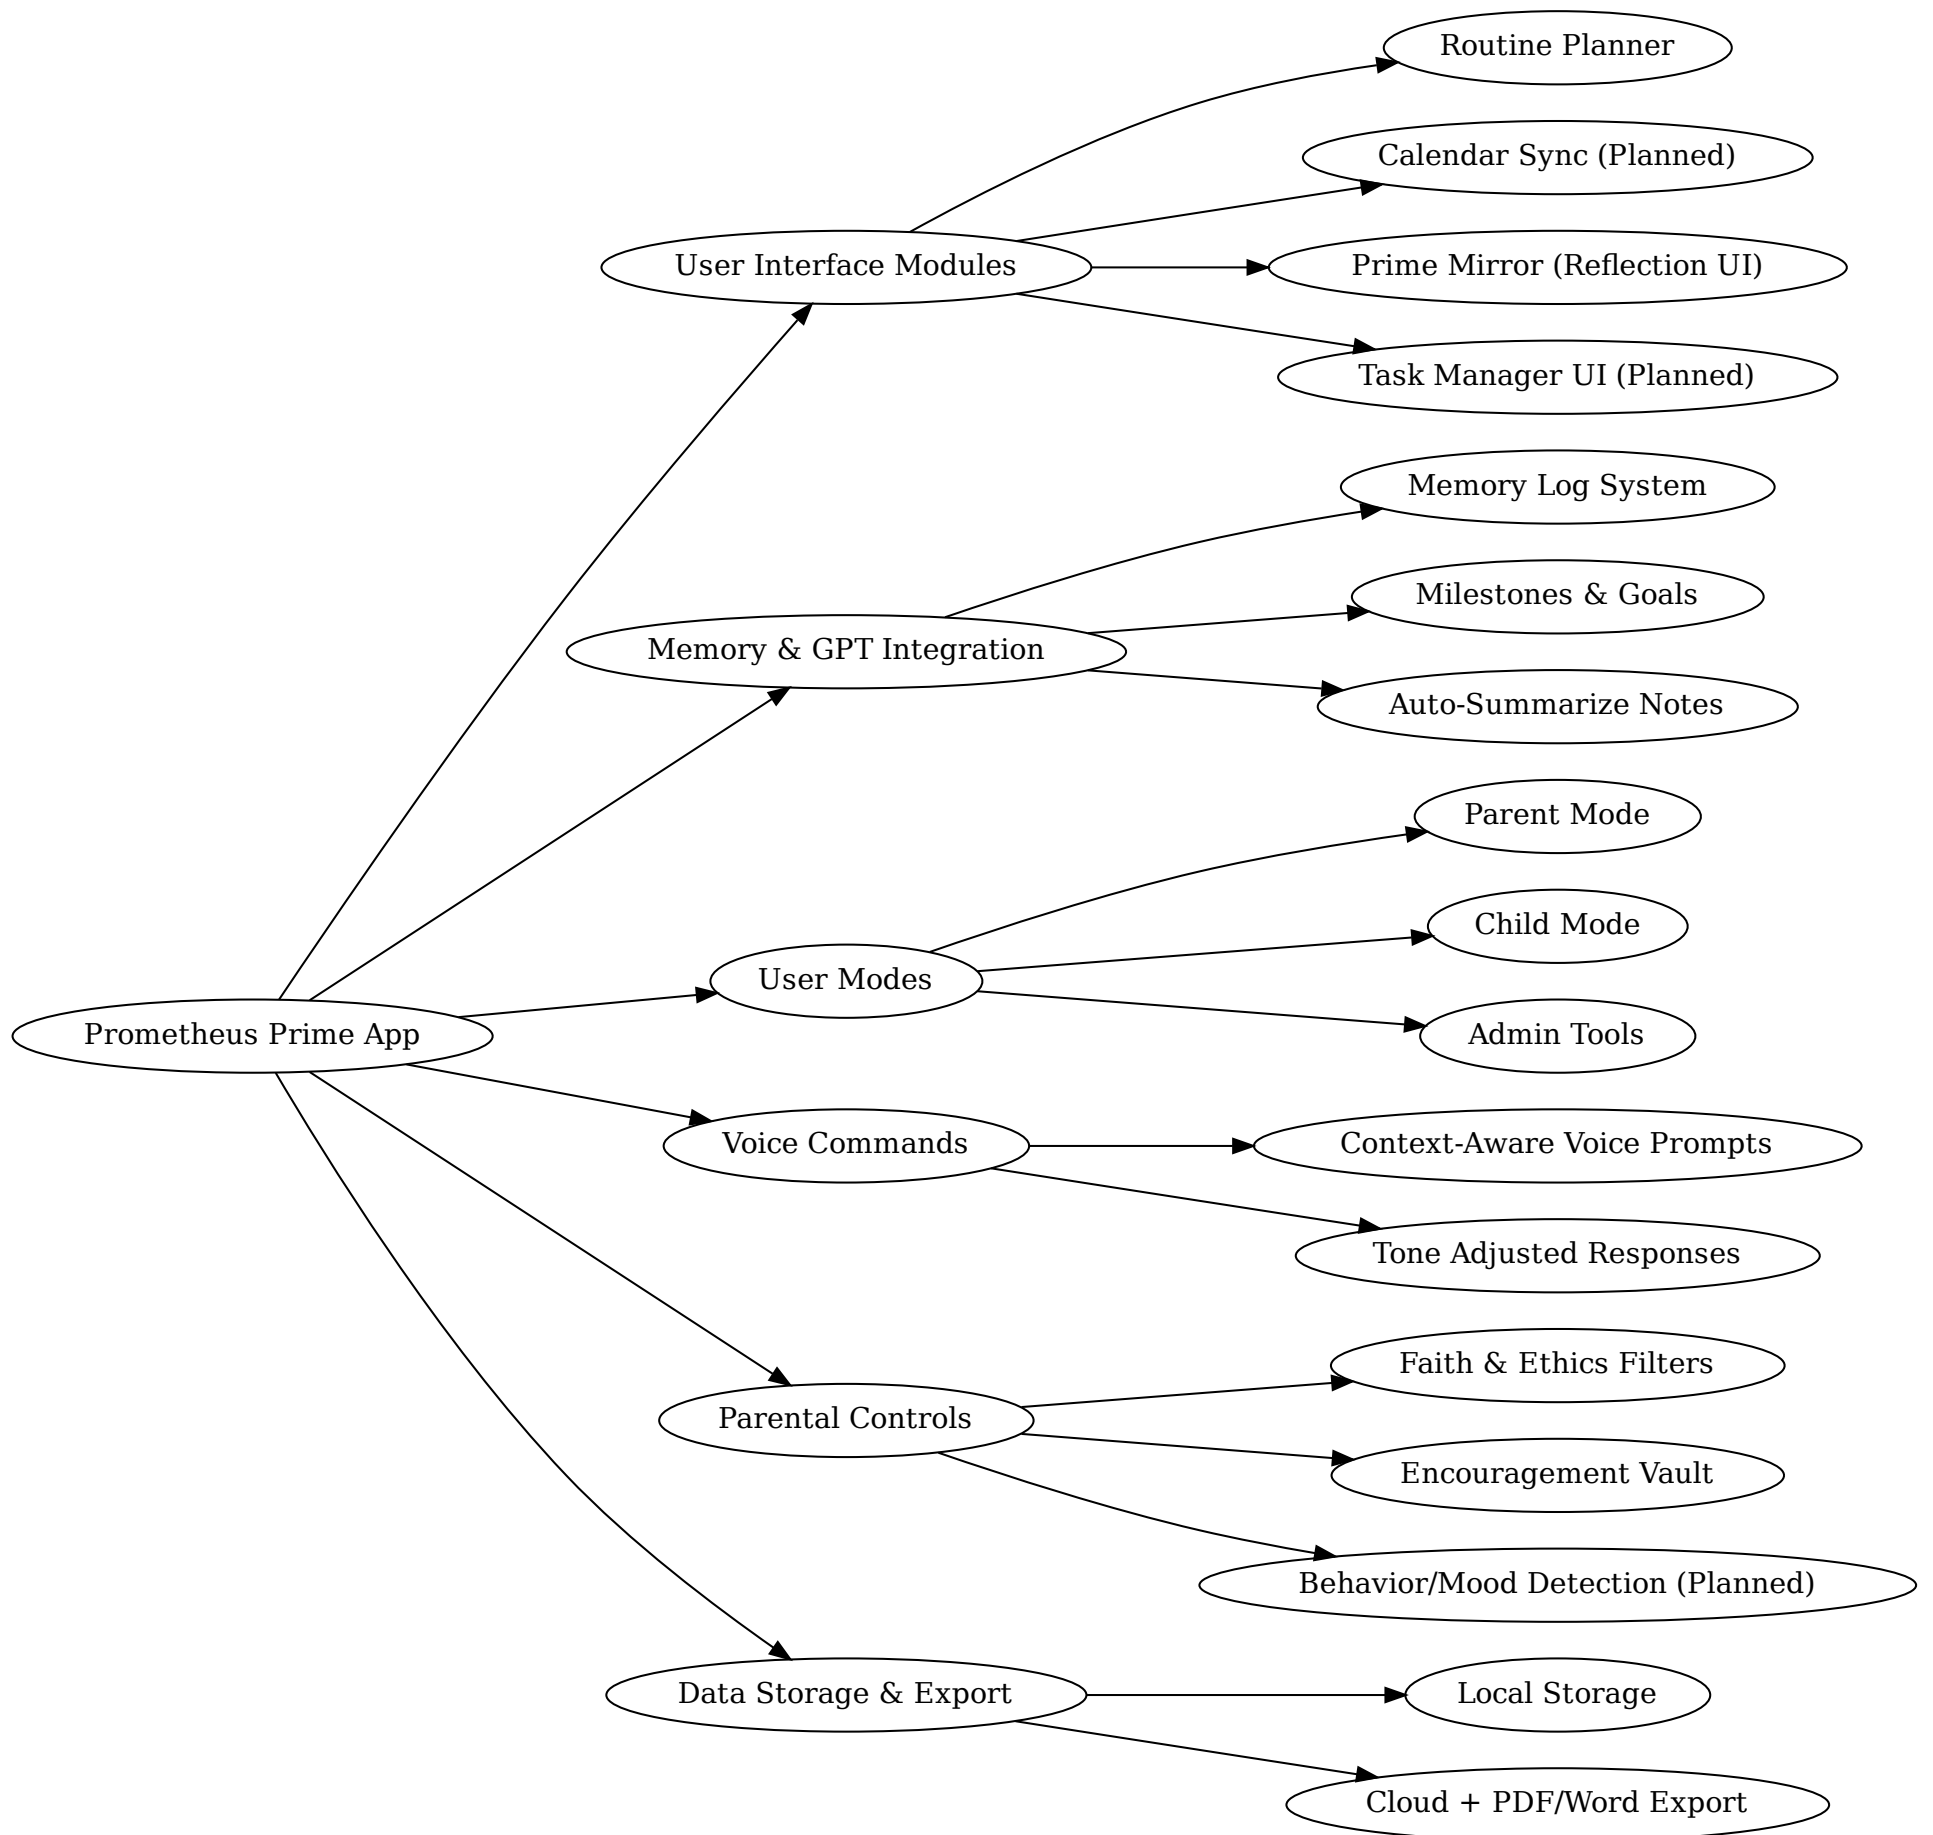 Routine Planner
Calendar Sync (Planned)
User Interface Modules
Prime Mirror (Reflection UI)
Task Manager UI (Planned)
Memory Log System
Milestones & Goals
Memory & GPT Integration
Auto-Summarize Notes
Parent Mode
Child Mode
User Modes
Prometheus Prime App
Admin Tools
Voice Commands
Context-Aware Voice Prompts
Tone Adjusted Responses
Faith & Ethics Filters
Parental Controls
Encouragement Vault
Behavior/Mood Detection (Planned)
Data Storage & Export
Local Storage
Cloud + PDF/Word Export